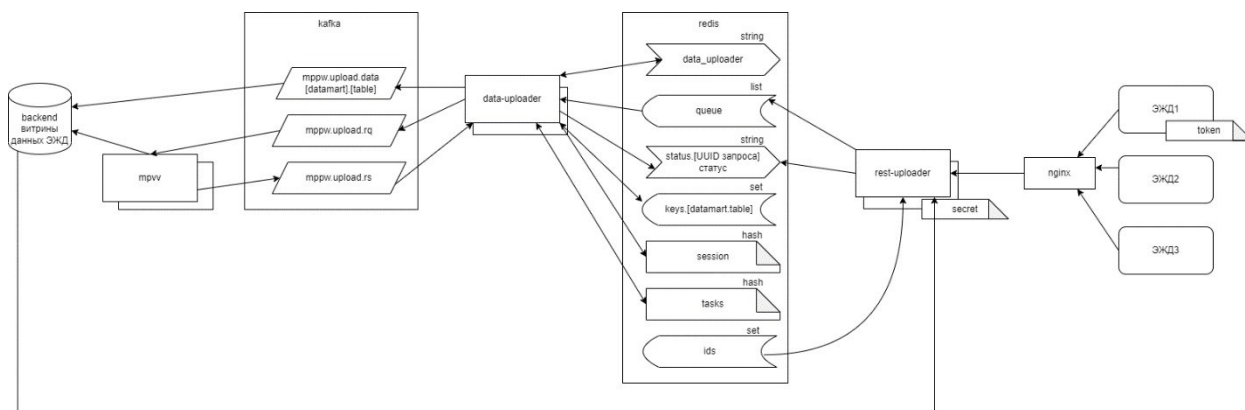 kafka
redis
mppw.upload.data
[datamart].[table]
mppw.upload.rq
mppw.upload.rs
backend
витрины
данных ЭЖД
mpvv
data-uploader
string
data_uploader
list
queue
string
status.[UUID запроса]
статус
set
keys.[datamart.table]
hash
session
hash
tasks
set
ids
rest-uploader
secret
nginx
ЭЖД1
token
ЭЖД2
ЭЖД3